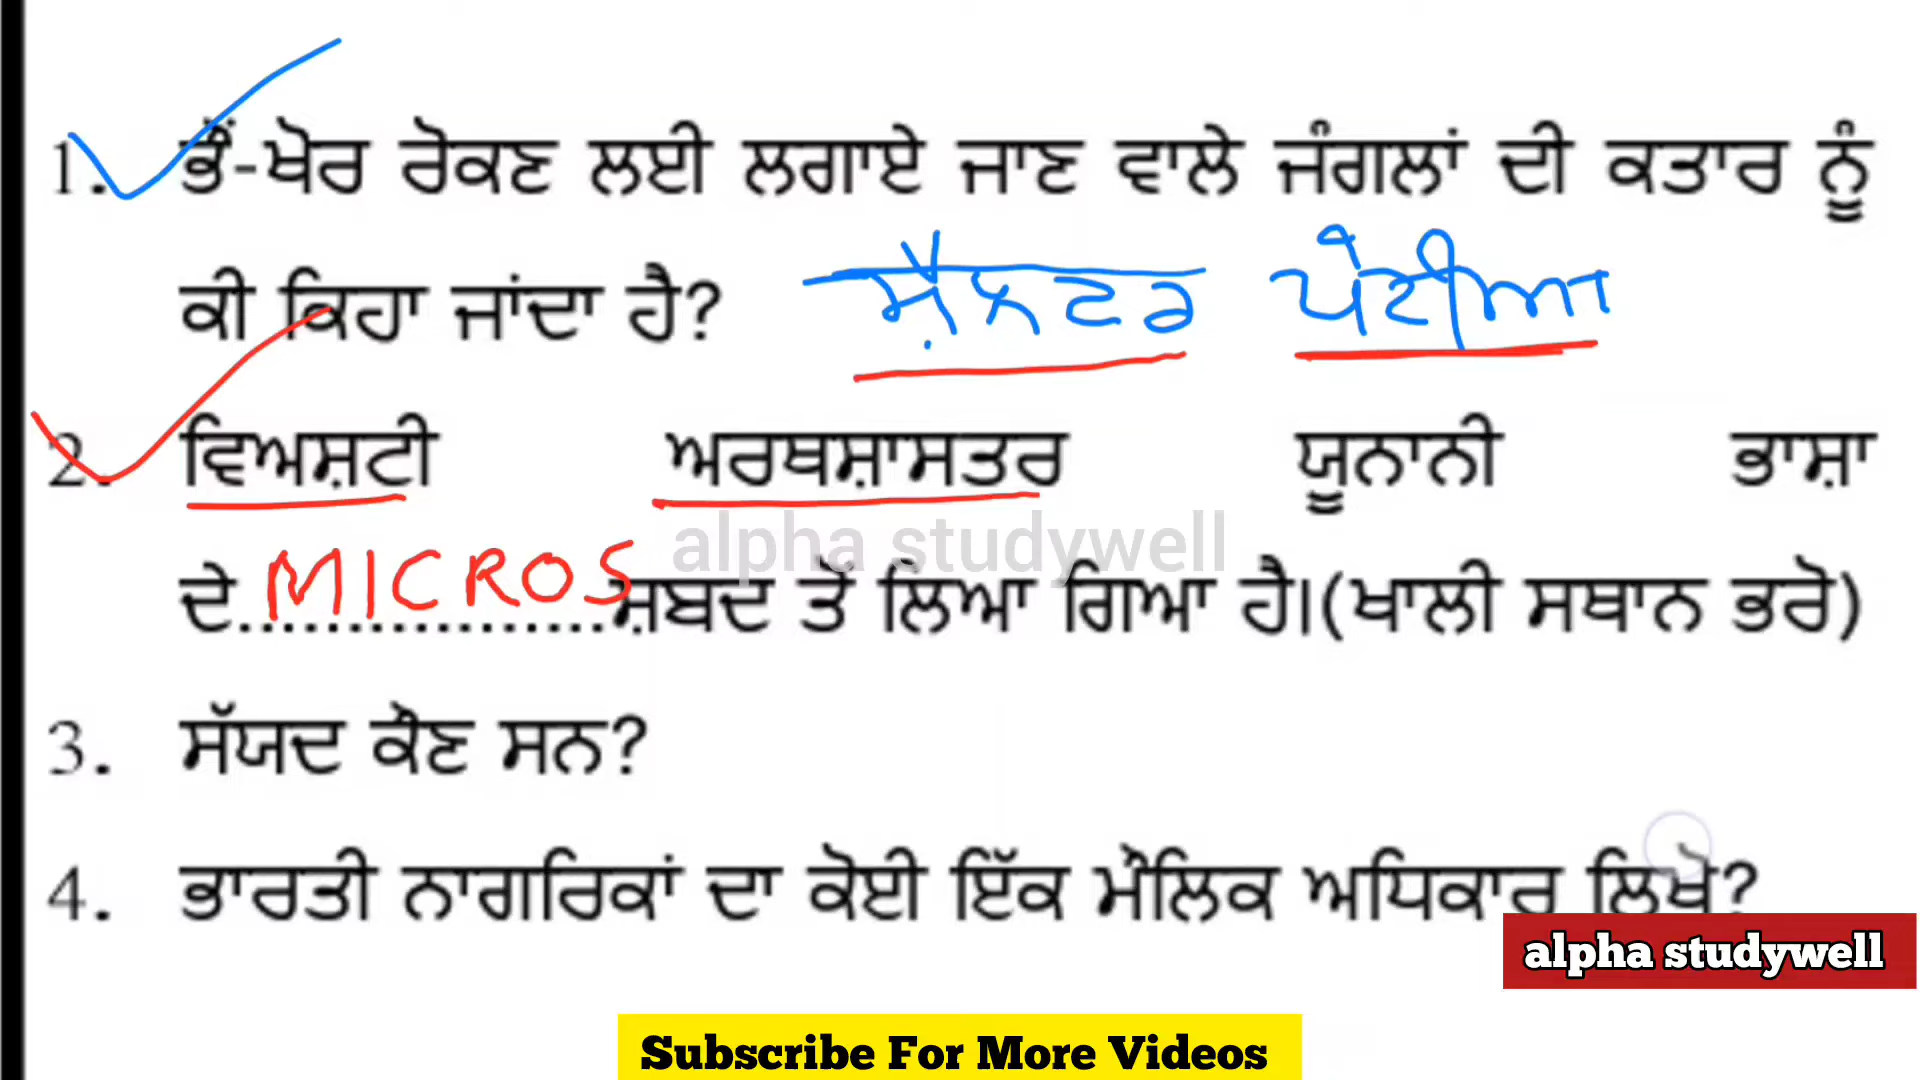 1. ਭੋਂ-ਖੋਰ ਰੋਕਣ ਲਈ ਲਗਾਏ ਜਾਣ ਵਾਲੇ ਜੰਗਲਾਂ ਦੀ ਕਤਾਰ ਨੂੰ
ਕੀ ਕਿਹਾ ਜਾਂਦਾ ਹੈ? ਸ਼ੈਲਟਰ ਪੇਟੀਆ
2. ਵਿਅਸ਼ਟੀ ਅਰਥਸ਼ਾਸਤਰ ਯੂਨਾਨੀ ਭਾਸ਼ਾ
alpha studywell
ਦੇ.................MICROS ਸ਼ਬਦ ਤੋਂ ਲਿਆ ਗਿਆ ਹੈ।(ਖਾਲੀ ਸਥਾਨ ਭਰੋ)
3. ਸੱਯਦ ਕੌਣ ਸਨ?
4. ਭਾਰਤੀ ਨਾਗਰਿਕਾਂ ਦਾ ਕੋਈ ਇੱਕ ਮੌਲਿਕ ਅਧਿਕਾਰ ਲਿਖੋ?
alpha studywell
Subscribe For More Videos